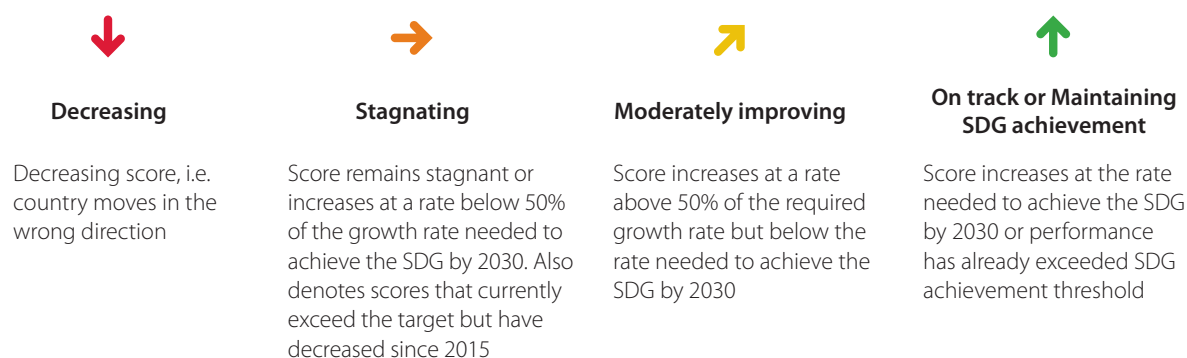 Decreasing
Decreasing score, i.e.
country moves in the
wrong direction
Stagnating
Score remains stagnant or
increases at a rate below 50%
of the growth rate needed to
achieve the SDG by 2030. Also
denotes scores that currently
exceed the target but have
decreased since 2015
Moderately improving
Score increases at a rate
above 50% of the required
growth rate but below the
rate needed to achieve the
SDG by 2030
On track or Maintaining
SDG achievement
Score increases at the rate
needed to achieve the SDG
by 2030 or performance
has already exceeded SDG
achievement threshold